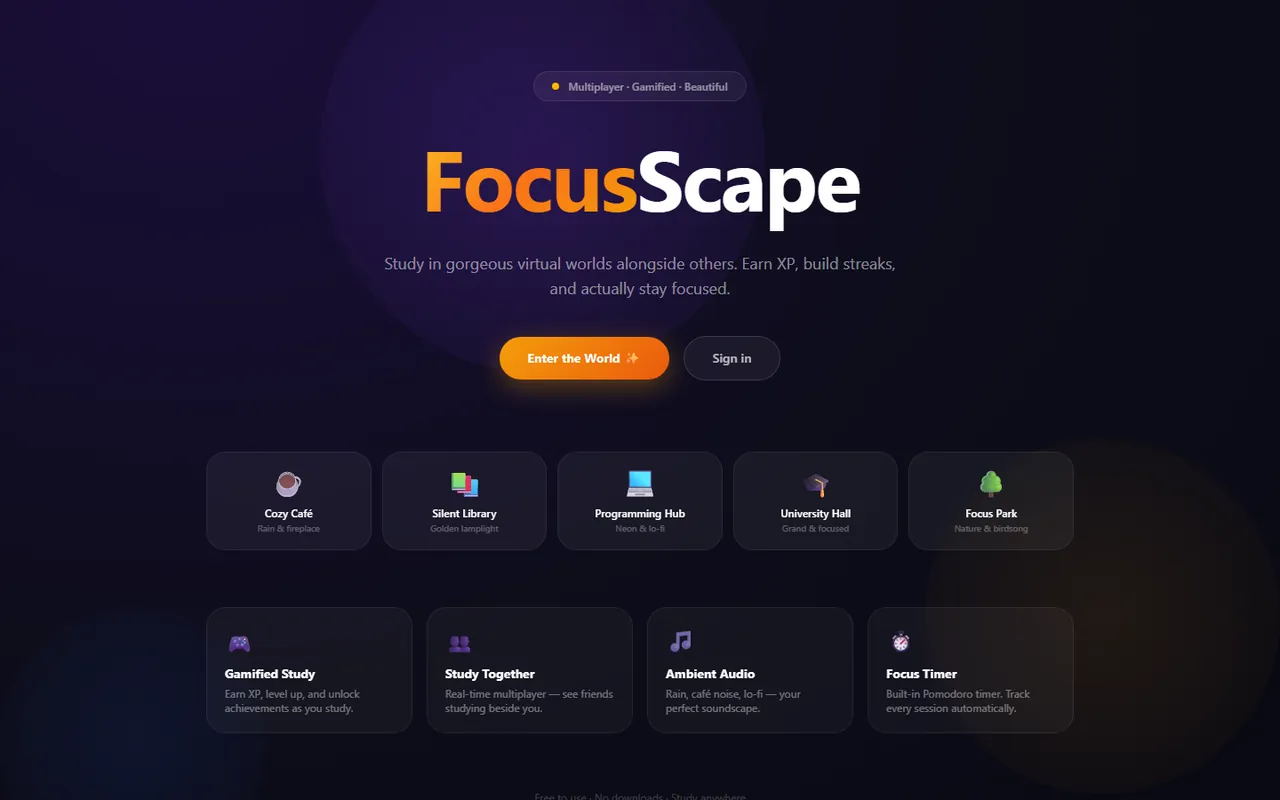 Multiplayer · Gamified · Beautiful
FocusScape
Study in gorgeous virtual worlds alongside others. Earn XP, build streaks,
and actually stay focused.
Enter the World ✨
Sign in
Cozy Café
Rain & fireplace
Silent Library
Golden lamplight
Programming Hub
Neon & lo-fi
University Hall
Grand & focused
Focus Park
Nature & birdsong
Gamified Study
Earn XP, level up, and unlock
achievements as you study.
Study Together
Real-time multiplayer — see friends
studying beside you.
Ambient Audio
Rain, café noise, lo-fi — your
perfect soundscape.
Focus Timer
Built-in Pomodoro timer. Track
every session automatically.
Free to use · No downloads · Study anywhere